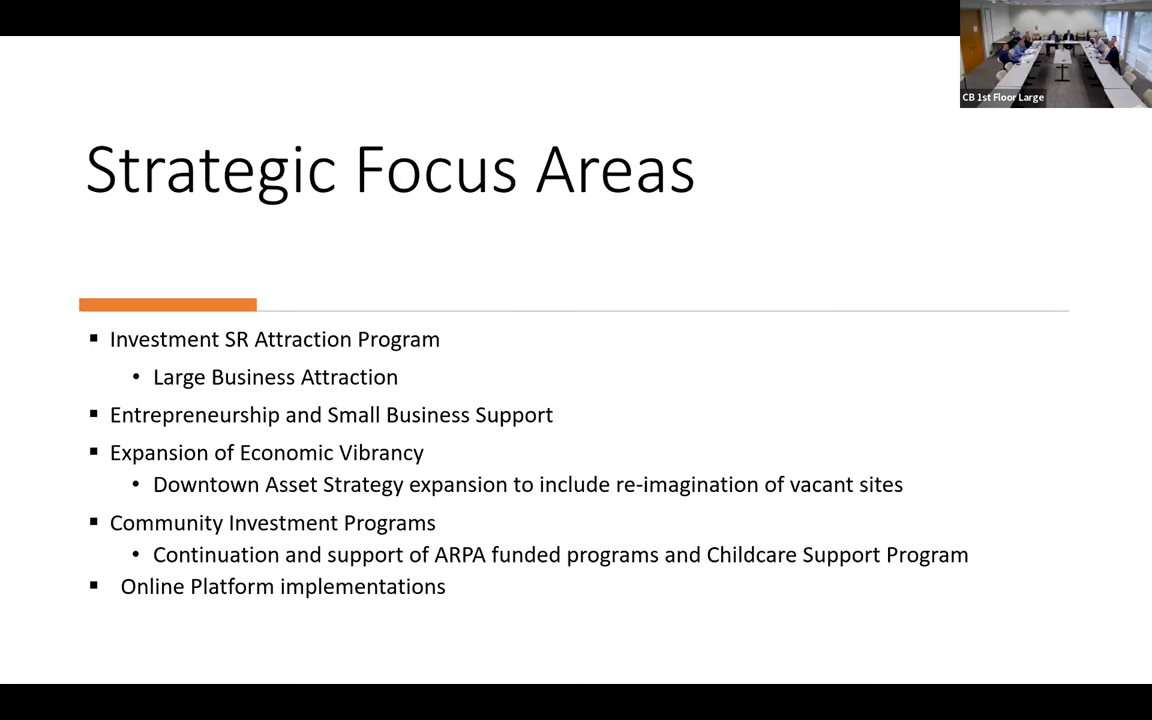 CB 1st Floor Large
Strategic Focus Areas
Investment SR Attraction Program
Large Business Attraction
Entrepreneurship and Small Business Support
Expansion of Economic Vibrancy
Downtown Asset Strategy expansion to include re-imagination of vacant sites
Community Investment Programs
Continuation and support of ARPA funded programs and Childcare Support Program
Online Platform implementations